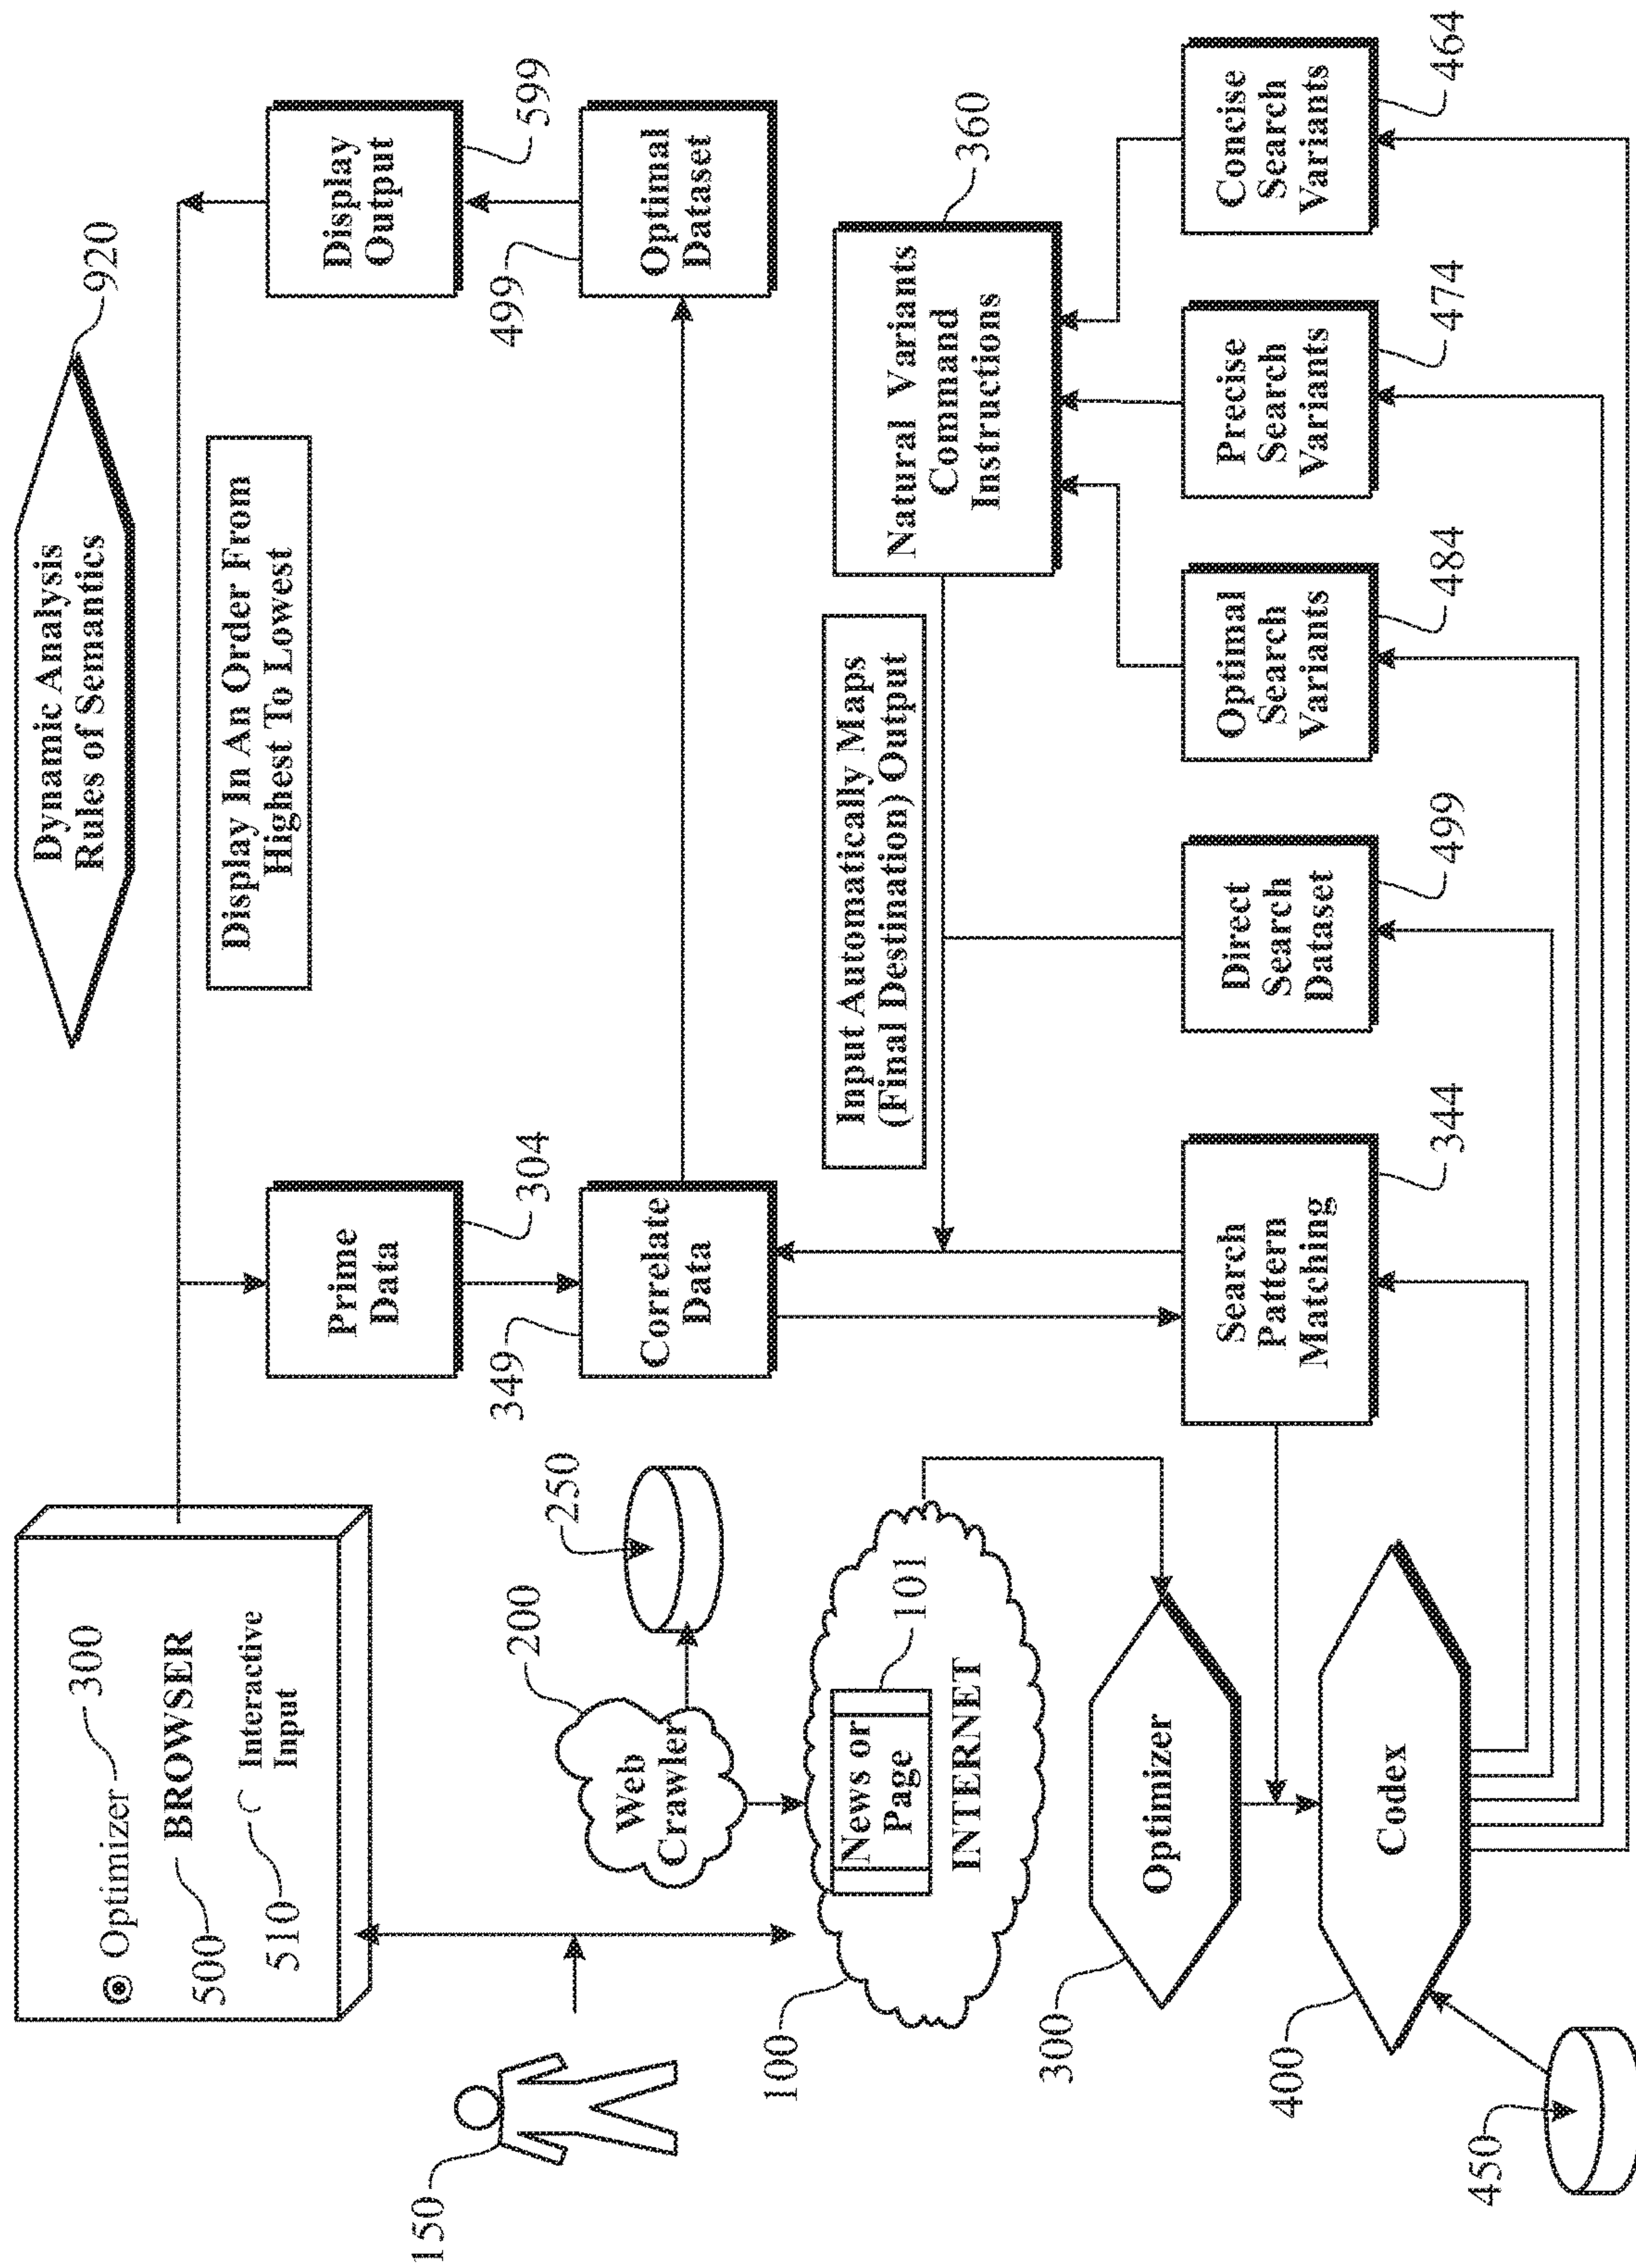 Dynamic Analysis
Rules of Semantics
920
Optimizer
300
BROWSER
500
Interactive
Input
510
Display In An Order From
Highest To Lowest
150
Prime
Data
304
Display
Output
599
Web
Crawler
200
250
349
Correlate
Data
499
Optimal
Dataset
100
News or
Page
101
INTERNET
Input Automatically Maps
(Final Destination) Output
Natural Variants
Command
Instructions
360
300
Optimizer
Search
Pattern
Matching
344
Direct
Search
Dataset
499
Optimal
Search
Variants
484
Precise
Search
Variants
474
Concise
Search
Variants
464
400
Codex
450